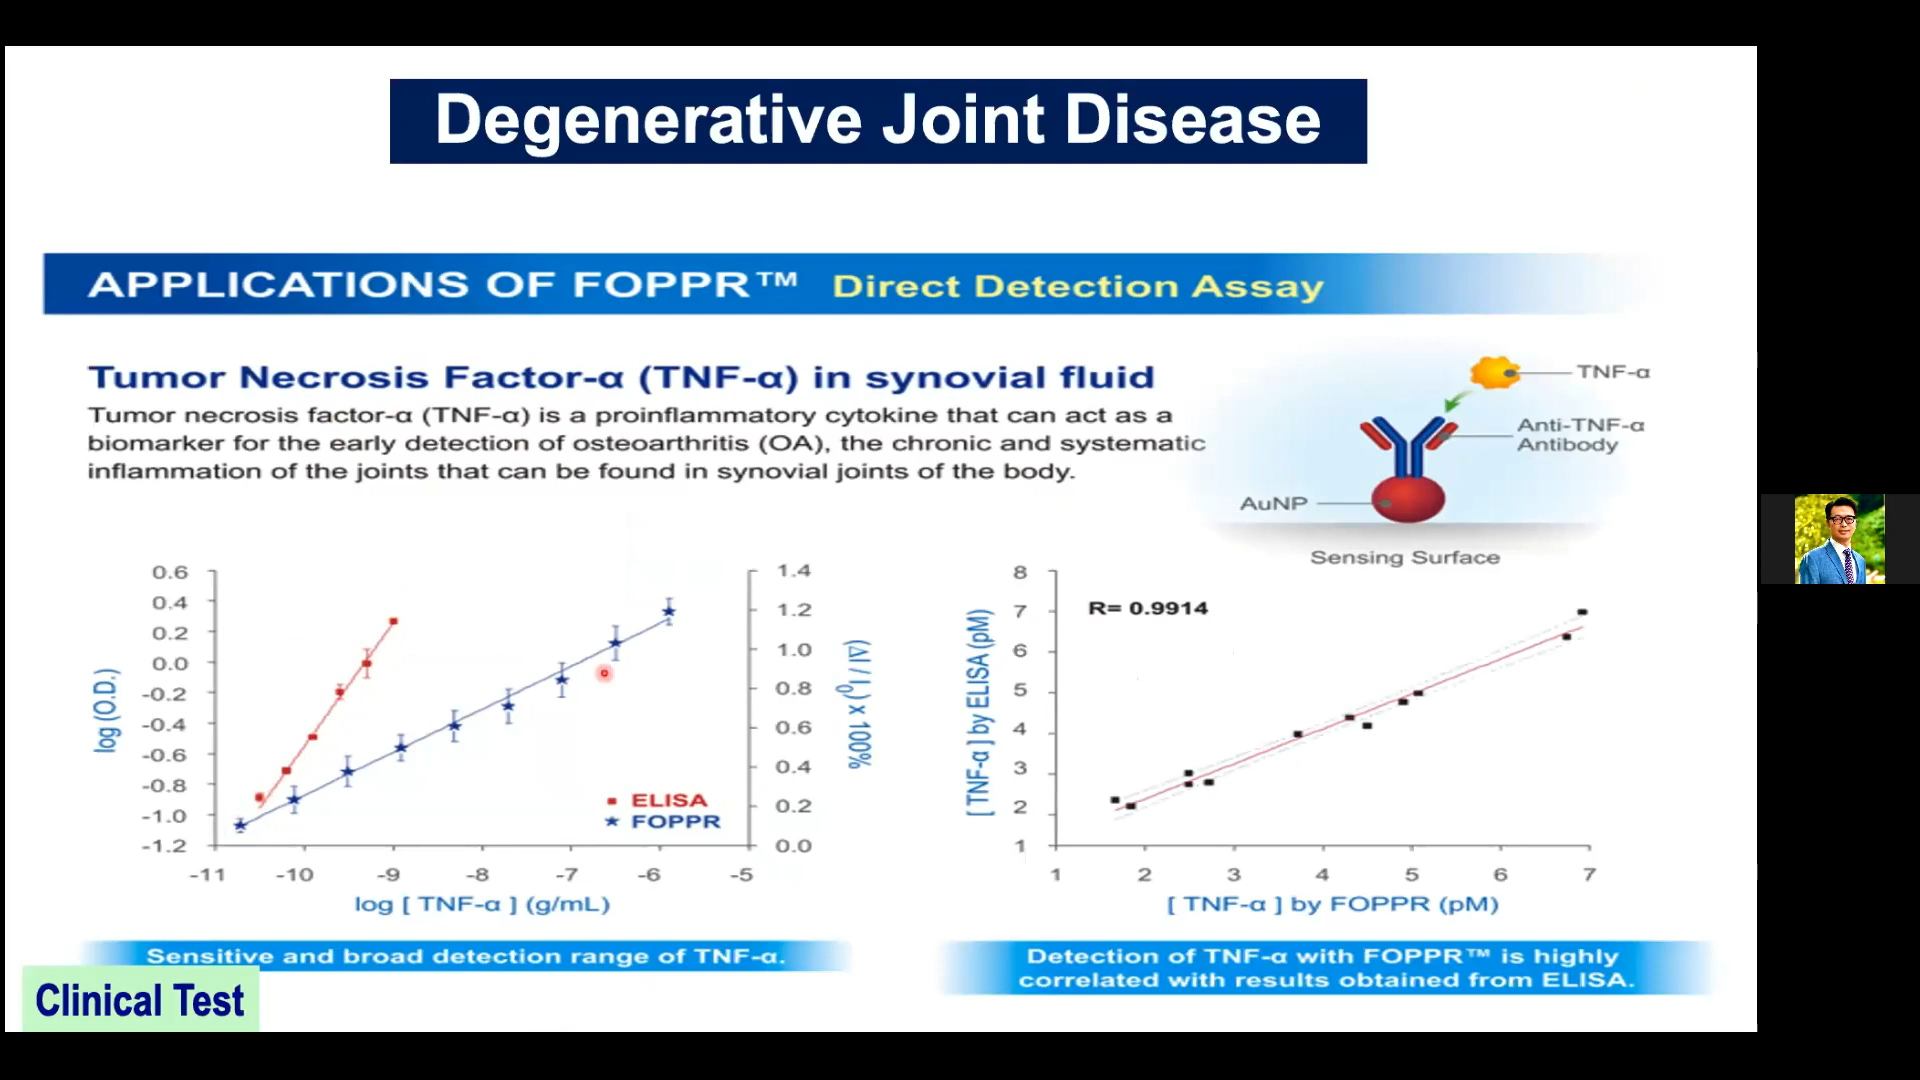 Degenerative Joint Disease
APPLICATIONS OF FOPPR™ Direct Detection Assay
Tumor Necrosis Factor-α (TNF-α) in synovial fluid
Tumor necrosis factor-α (TNF-α) is a proinflammatory cytokine that can act as a
biomarker for the early detection of osteoarthritis (OA), the chronic and systematic
inflammation of the joints that can be found in synovial joints of the body.
TNF-α
Anti-TNF-α
Antibody
AuNP
Sensing Surface
log (O.D.)
0.6
0.4
0.2
0.0
-0.2
-0.4
-0.6
-0.8
-1.0
-1.2
-11 -10 -9 -8 -7 -6 -5
log [ TNF-α ] (g/mL)
1.4
1.2
1.0
0.8
0.6
0.4
0.2
0.0
(ΔI / I0) x 100%
ELISA
FOPPR
[ TNF-α ] by ELISA (pM)
8
7
6
5
4
3
2
1
R= 0.9914
1 2 3 4 5 6 7
[ TNF-α ] by FOPPR (pM)
Sensitive and broad detection range of TNF-α.
Detection of TNF-α with FOPPR™ is highly
correlated with results obtained from ELISA.
Clinical Test